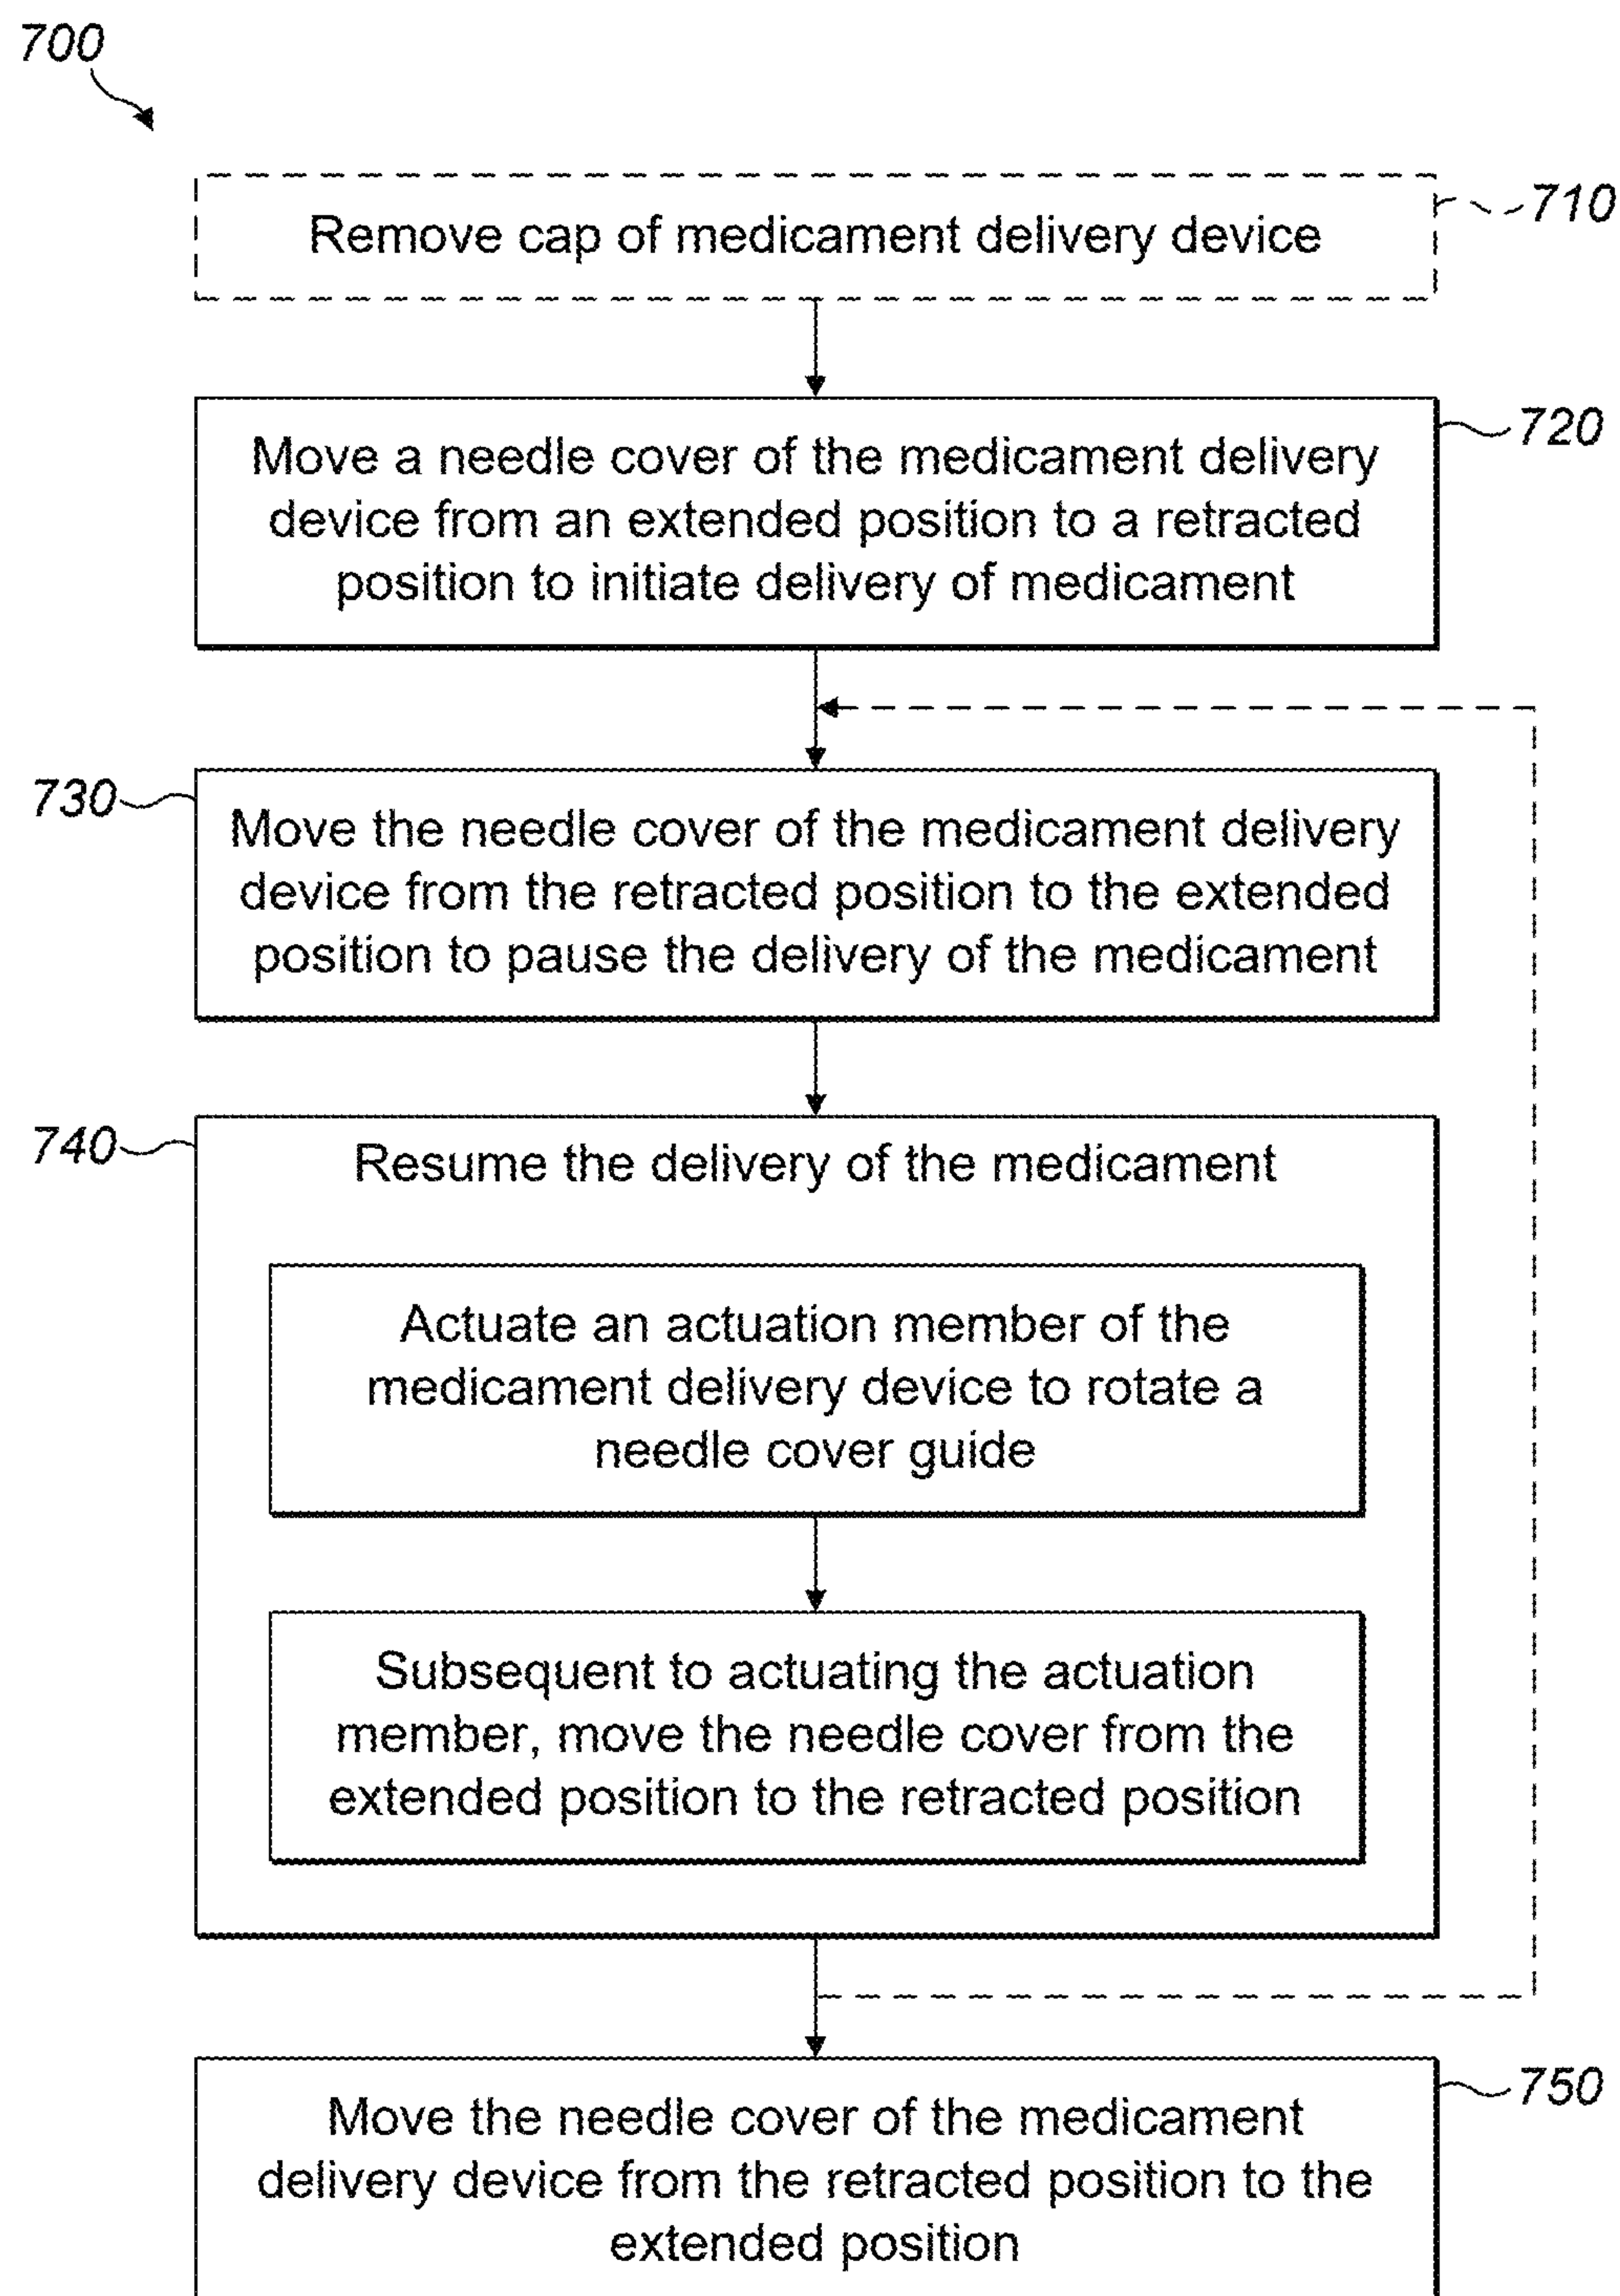 700
Remove cap of medicament delivery device
710
Move a needle cover of the medicament delivery
device from an extended position to a retracted
position to initiate delivery of medicament
720
730
Move the needle cover of the medicament delivery
device from the retracted position to the extended
position to pause the delivery of the medicament
740
Resume the delivery of the medicament
Actuate an actuation member of the
medicament delivery device to rotate a
needle cover guide
Subsequent to actuating the actuation
member, move the needle cover from the
extended position to the retracted position
Move the needle cover of the medicament
delivery device from the retracted position to the
extended position
750